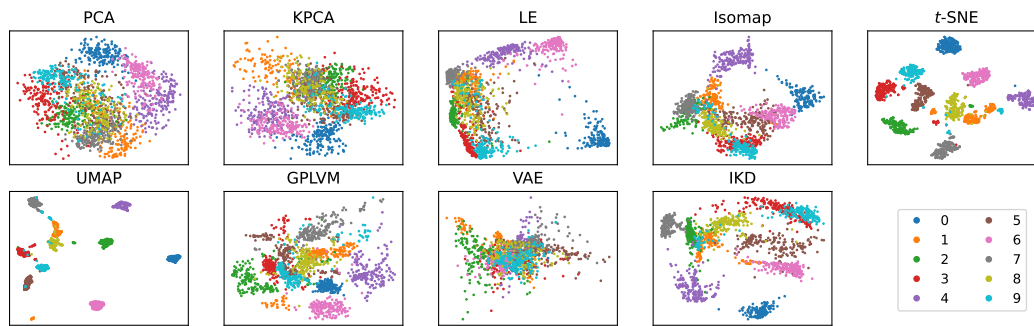 PCA
KPCA
LE
Isomap
t-SNE
UMAP
GPLVM
VAE
IKD
0 5
1 6
2 7
3 8
4 9